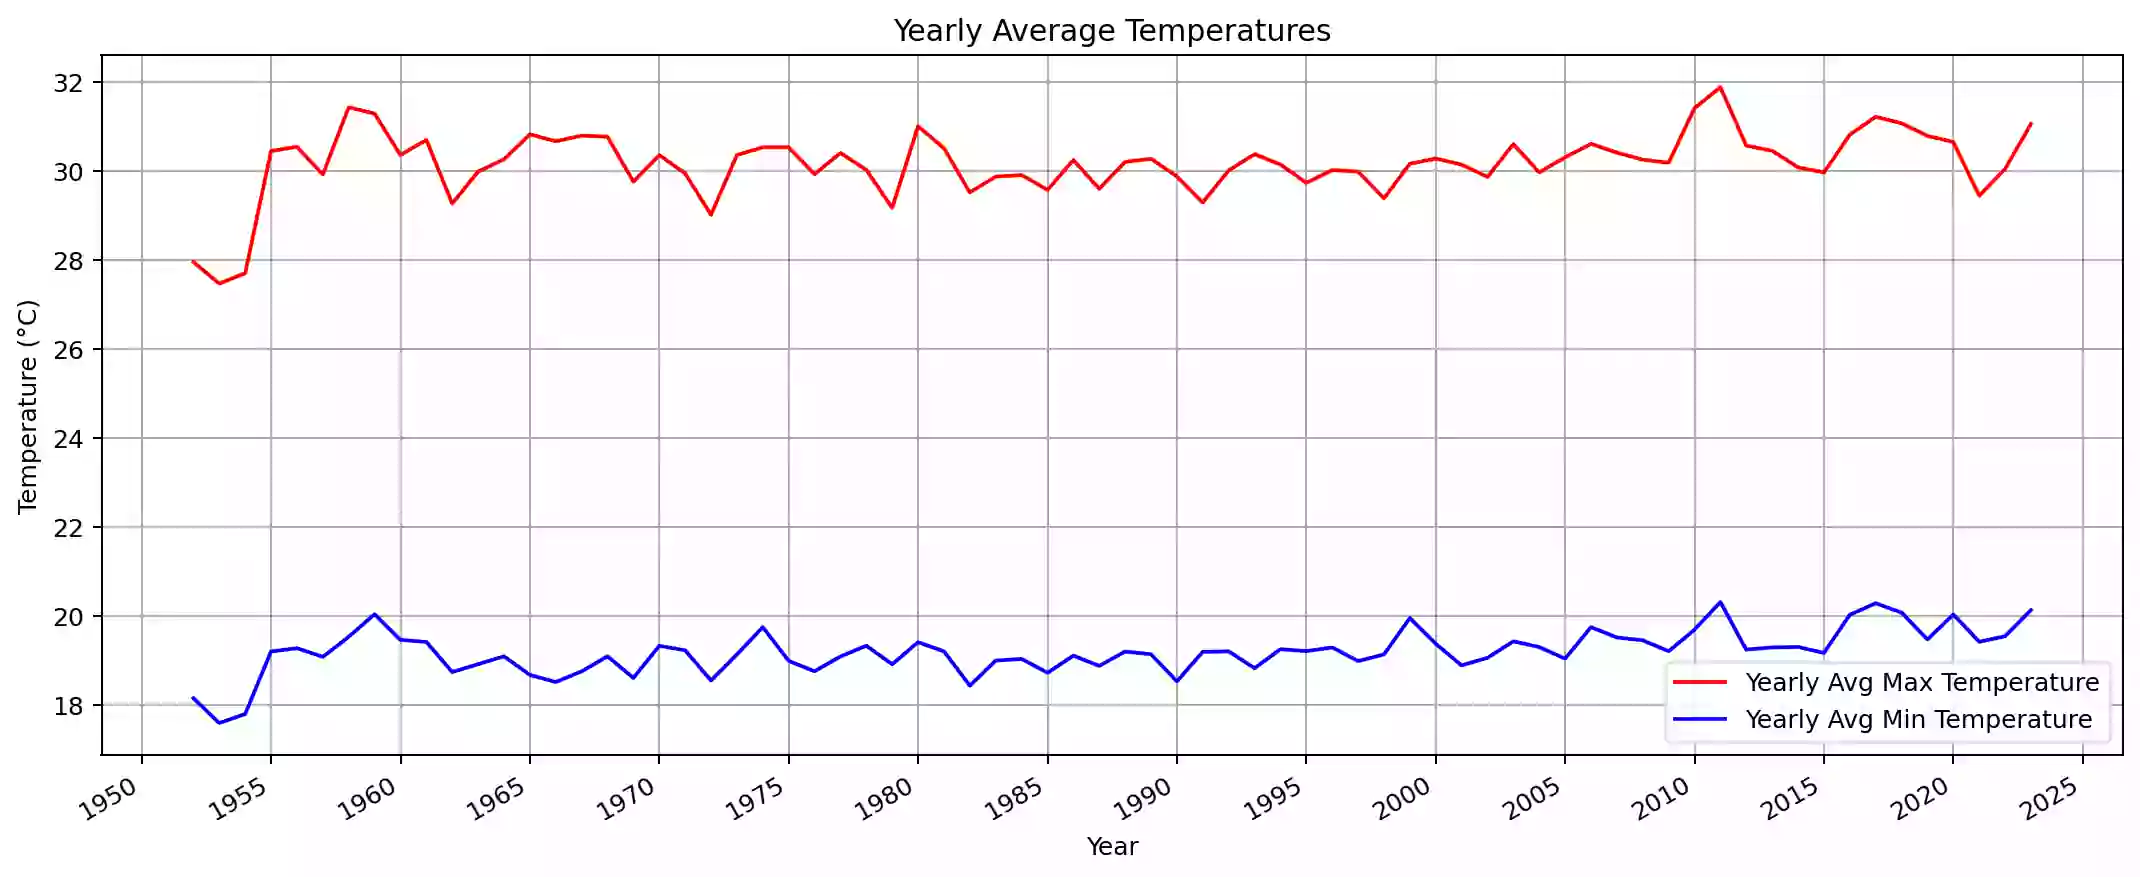 Yearly Average Temperatures
32
30
28
26
24
22
20
18
Temperature (°C)
Yearly Avg Max Temperature
Yearly Avg Min Temperature
1950 1955 1960 1965 1970 1975 1980 1985 1990 1995 2000 2005 2010 2015 2020 2025
Year